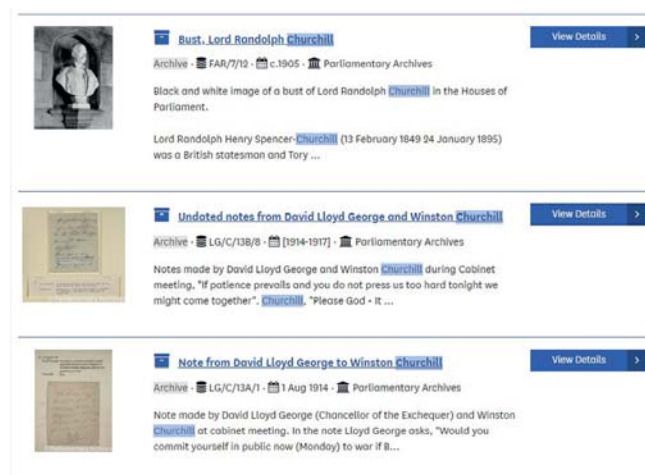 Bust, Lord Randolph Churchill
View Details
Archive - FAR/7/12 - c.1905 - Parliamentary Archives
Black and white image of a bust of Lord Randolph Churchill in the Houses of
Parliament.
Lord Randolph Henry Spencer-Churchill (13 February 1849 24 January 1895)
was a British statesman and Tory ...
Undated notes from David Lloyd George and Winston Churchill
View Details
Archive - LG/C/13B/8 - [1914-1917] - Parliamentary Archives
Notes made by David Lloyd George and Winston Churchill during Cabinet
meeting, "If patience prevails and you do not press us too hard tonight we
might come together". Churchill, "Please God - it ...
Note from David Lloyd George to Winston Churchill
View Details
Archive - LG/C/13A/1 - 1 Aug 1914 - Parliamentary Archives
Note made by David Lloyd George (Chancellor of the Exchequer) and Winston
Churchill at cabinet meeting. In the note Lloyd George asks, "Would you
commit yourself in public now (Monday) to war if B...